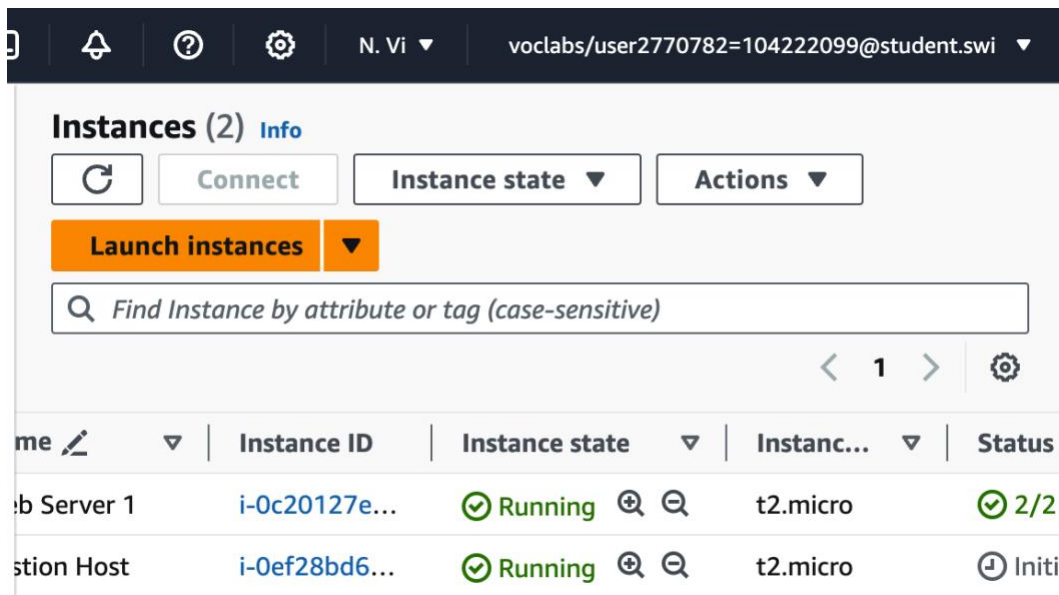 N. Vi voclabs/user2770782=104222099@student.swi
Instances (2) Info
Connect Instance state Actions
Launch instances
Find Instance by attribute or tag (case-sensitive)
1
me Instance ID Instance state Instanc... Status
b Server 1 i-0c20127e... Running t2.micro 2/2
stion Host i-0ef28bd6... Running t2.micro Initi